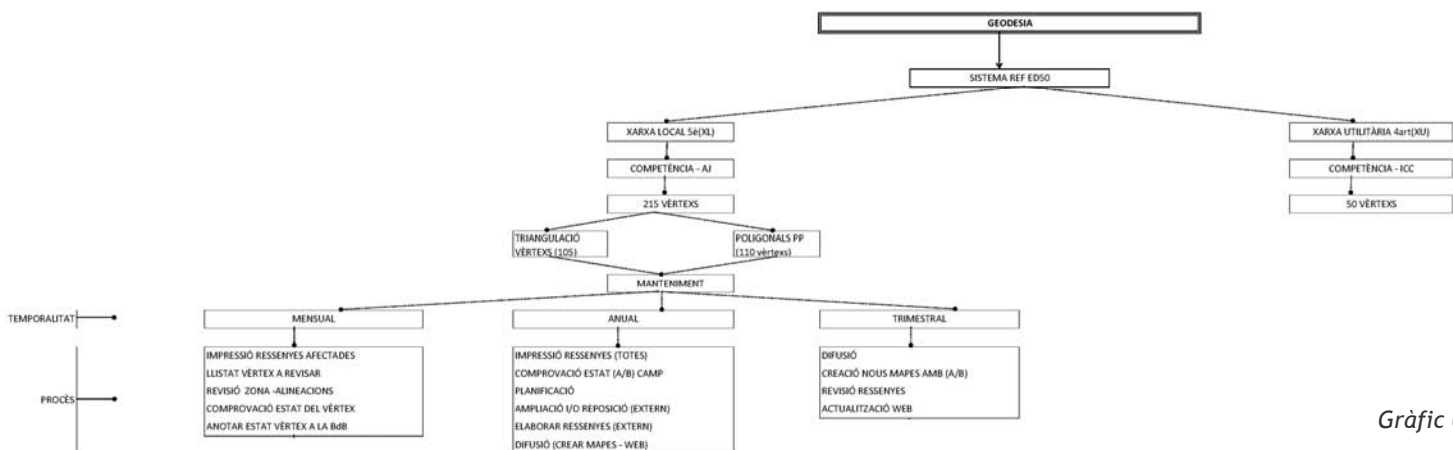 GEODESIA
SISTEMA REF ED50
XARXA LOCAL 5è(XL)
XARXA UTILITÀRIA 4art(XU)
COMPETÈNCIA - AJ
COMPETÈNCIA - ICC
215 VÈRTEXS
50 VÈRTEXS
TRIANGULACIÓ
VÈRTEXS (105)
POLIGONALS PP
(110 vèrtexs)
MANTENIMENT
TEMPORALITAT
MENSUAL
ANUAL
TRIMESTRAL
PROCÈS
IMPRESSIÓ RESSENYES AFECTADES
LLISTAT VÈRTEX A REVISAR
REVISIÓ ZONA -ALINEACIONS
COMPROVACIÓ ESTAT DEL VÈRTEX
ANOTAR ESTAT VÈRTEX A LA BdB
IMPRESSIÓ RESSENYES (TOTES)
COMPROVACIÓ ESTAT (A/B) CAMP
PLANIFICACIÓ
AMPLIACIÓ I/O REPOSICIÓ (EXTERN)
ELABORAR RESSENYES (EXTERN)
DIFUSIÓ (CREAR MAPES - WEB)
DIFUSIÓ
CREACIÓ NOUS MAPES AMB (A/B)
REVISIÓ RESSENYES
ACTUALITZACIÓ WEB
Gràfic